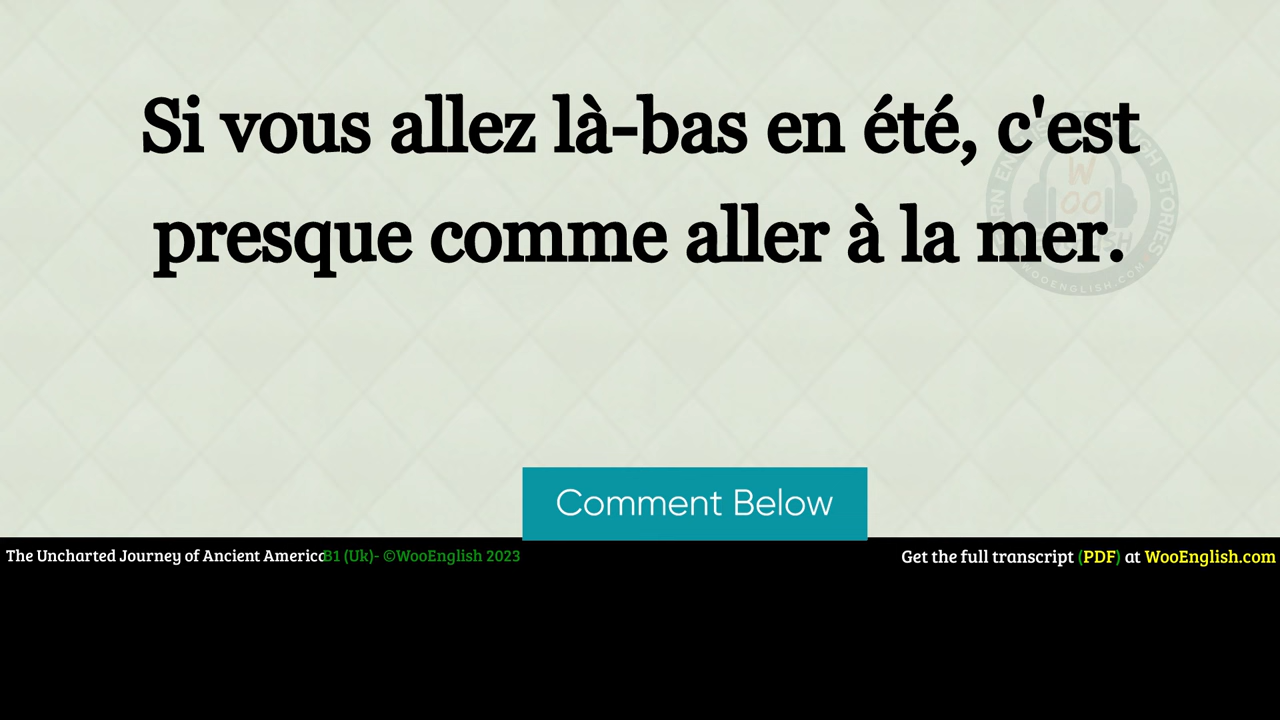 Si vous allez là-bas en été, c'est
presque comme aller à la mer.
Comment Below
The Uncharted Journey of Ancient America B1 (Uk)- ©WooEnglish 2023
Get the full transcript (PDF) at WooEnglish.com